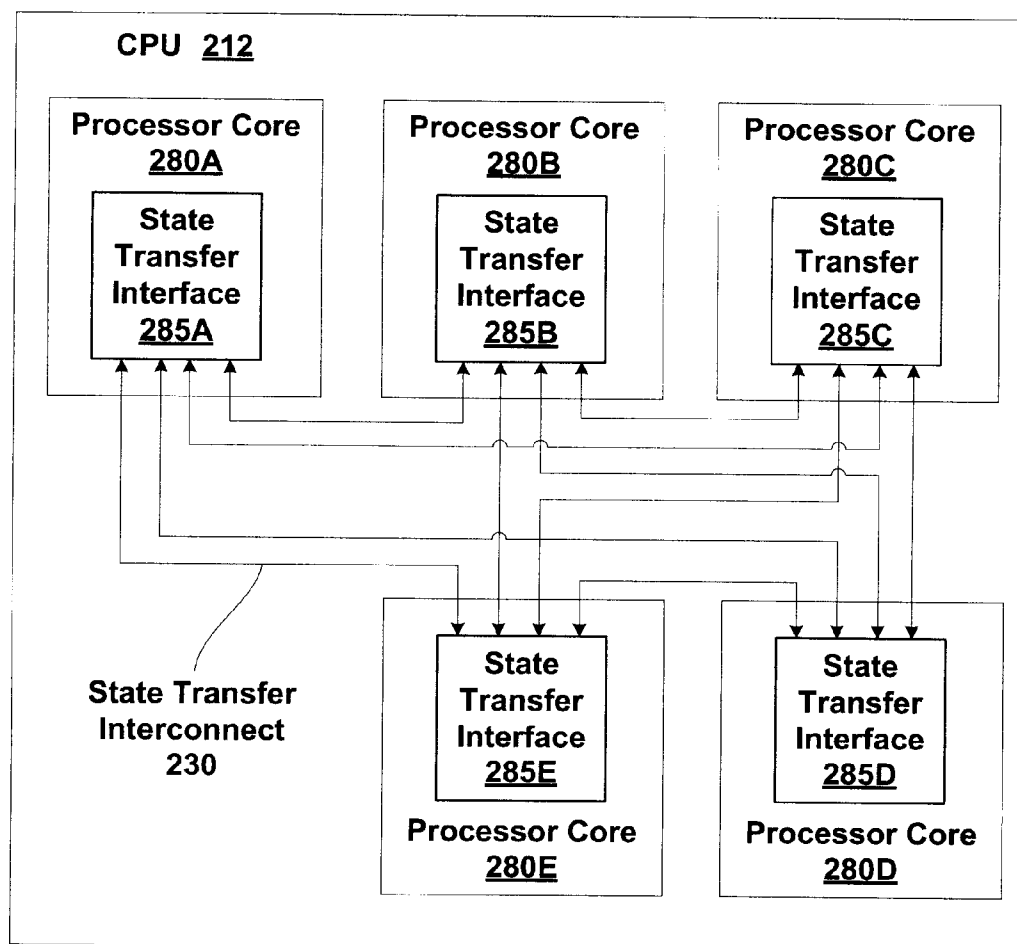 CPU 212
Processor Core
280A
State
Transfer
Interface
285A
Processor Core
280B
State
Transfer
Interface
285B
Processor Core
280C
State
Transfer
Interface
285C
State Transfer
Interconnect
230
State
Transfer
Interface
285E
Processor Core
280E
State
Transfer
Interface
285D
Processor Core
280D